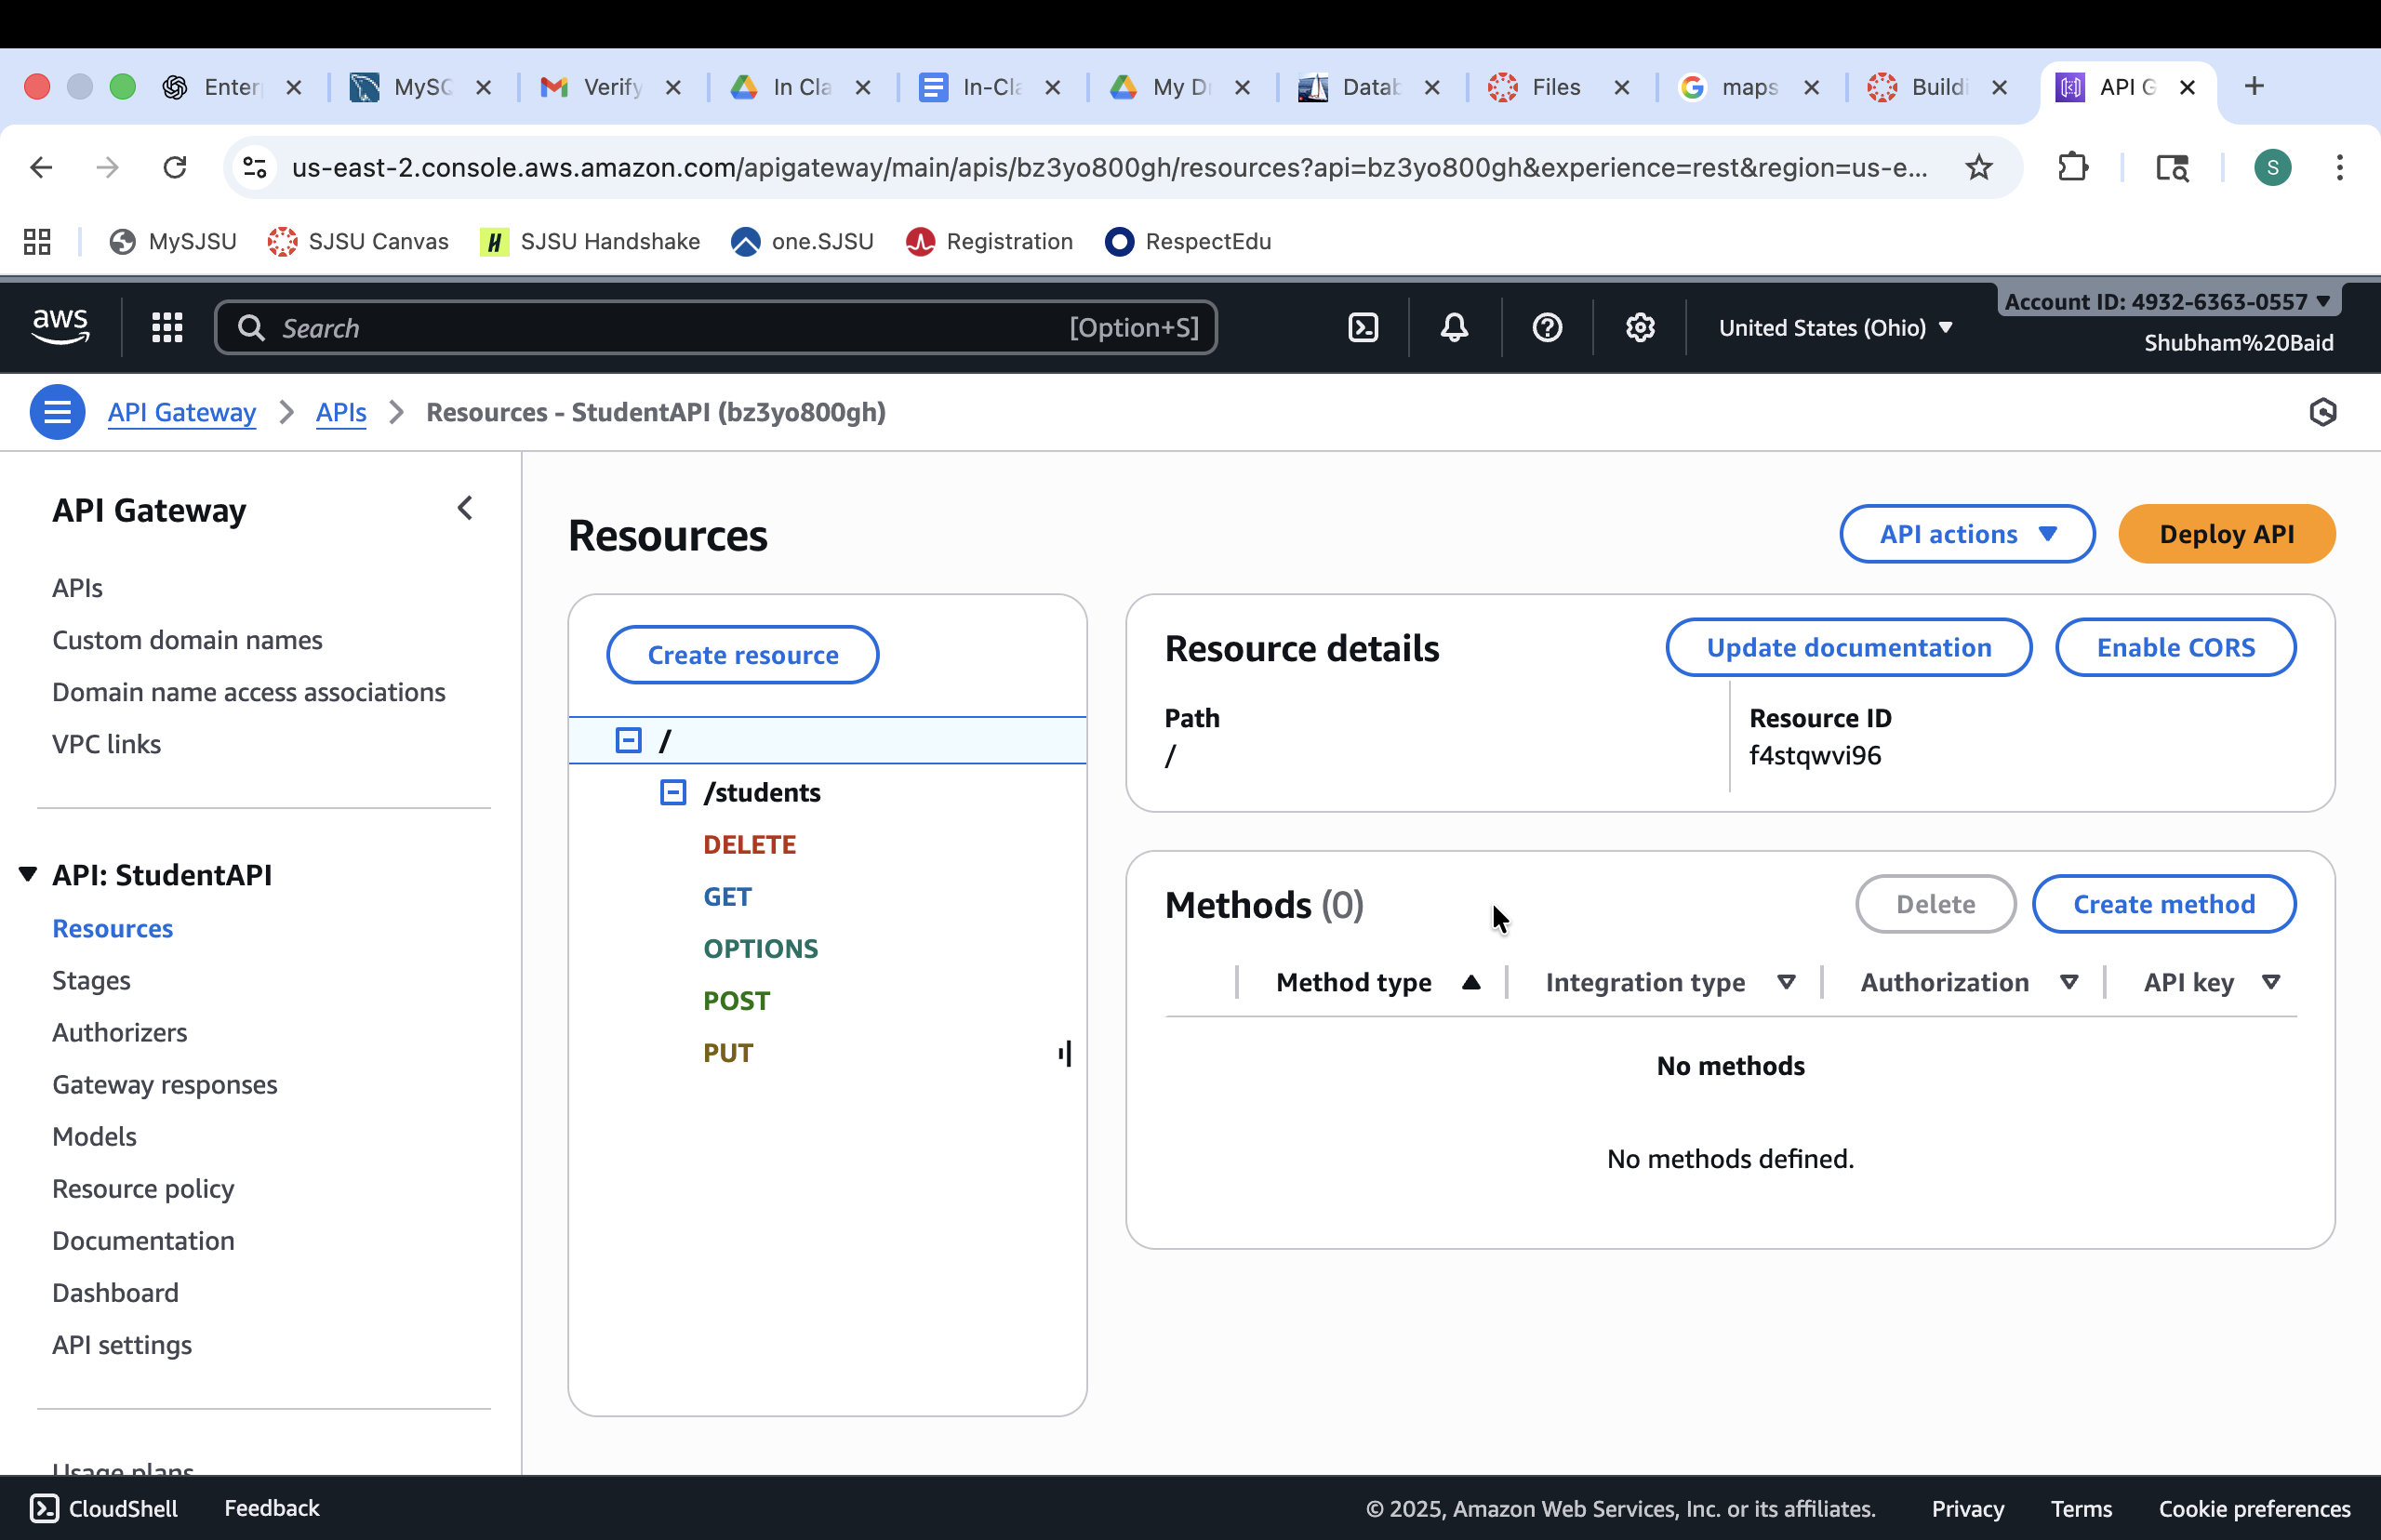 Enter
MySQ
Verify
In Cla
In-Cla
My Dr
Datab
Files
maps
Buildi
API G
us-east-2.console.aws.amazon.com/apigateway/main/apis/bz3yo800gh/resources?api=bz3yo800gh&experience=rest&region=us-e...
S
MySJSU
SJSU Canvas
SJSU Handshake
one.SJSU
Registration
RespectEdu
aws
Search
[Option+S]
United States (Ohio)
Account ID: 4932-6363-0557
Shubham%20Baid
API Gateway > APIs > Resources - StudentAPI (bz3yo800gh)
API Gateway
APIs
Custom domain names
Domain name access associations
VPC links
API: StudentAPI
Resources
Stages
Authorizers
Gateway responses
Models
Resource policy
Documentation
Dashboard
API settings
Usage plans
Resources
API actions
Deploy API
Create resource
/
/students
DELETE
GET
OPTIONS
POST
PUT
Resource details
Update documentation
Enable CORS
Path
/
Resource ID
f4stqwvi96
Methods (0)
Delete
Create method
Method type
Integration type
Authorization
API key
No methods
No methods defined.
CloudShell
Feedback
© 2025, Amazon Web Services, Inc. or its affiliates.
Privacy
Terms
Cookie preferences